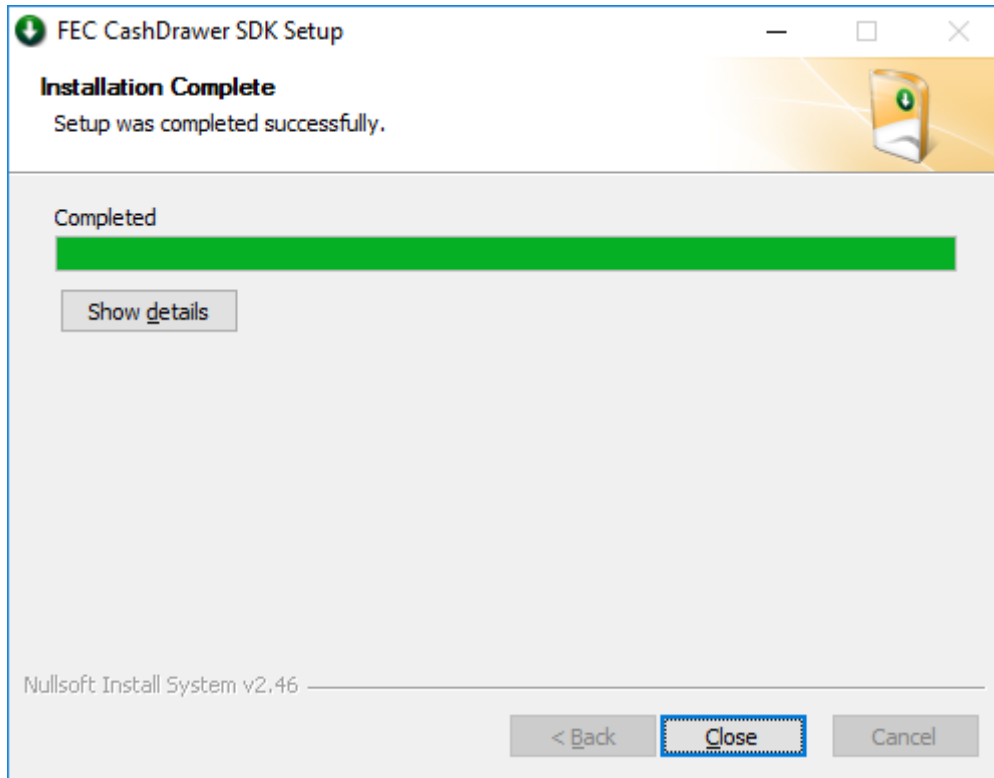 FEC CashDrawer SDK Setup
Installation Complete
Setup was completed successfully.
Completed
Show details
Nullsoft Install System v2.46
< Back
Close
Cancel